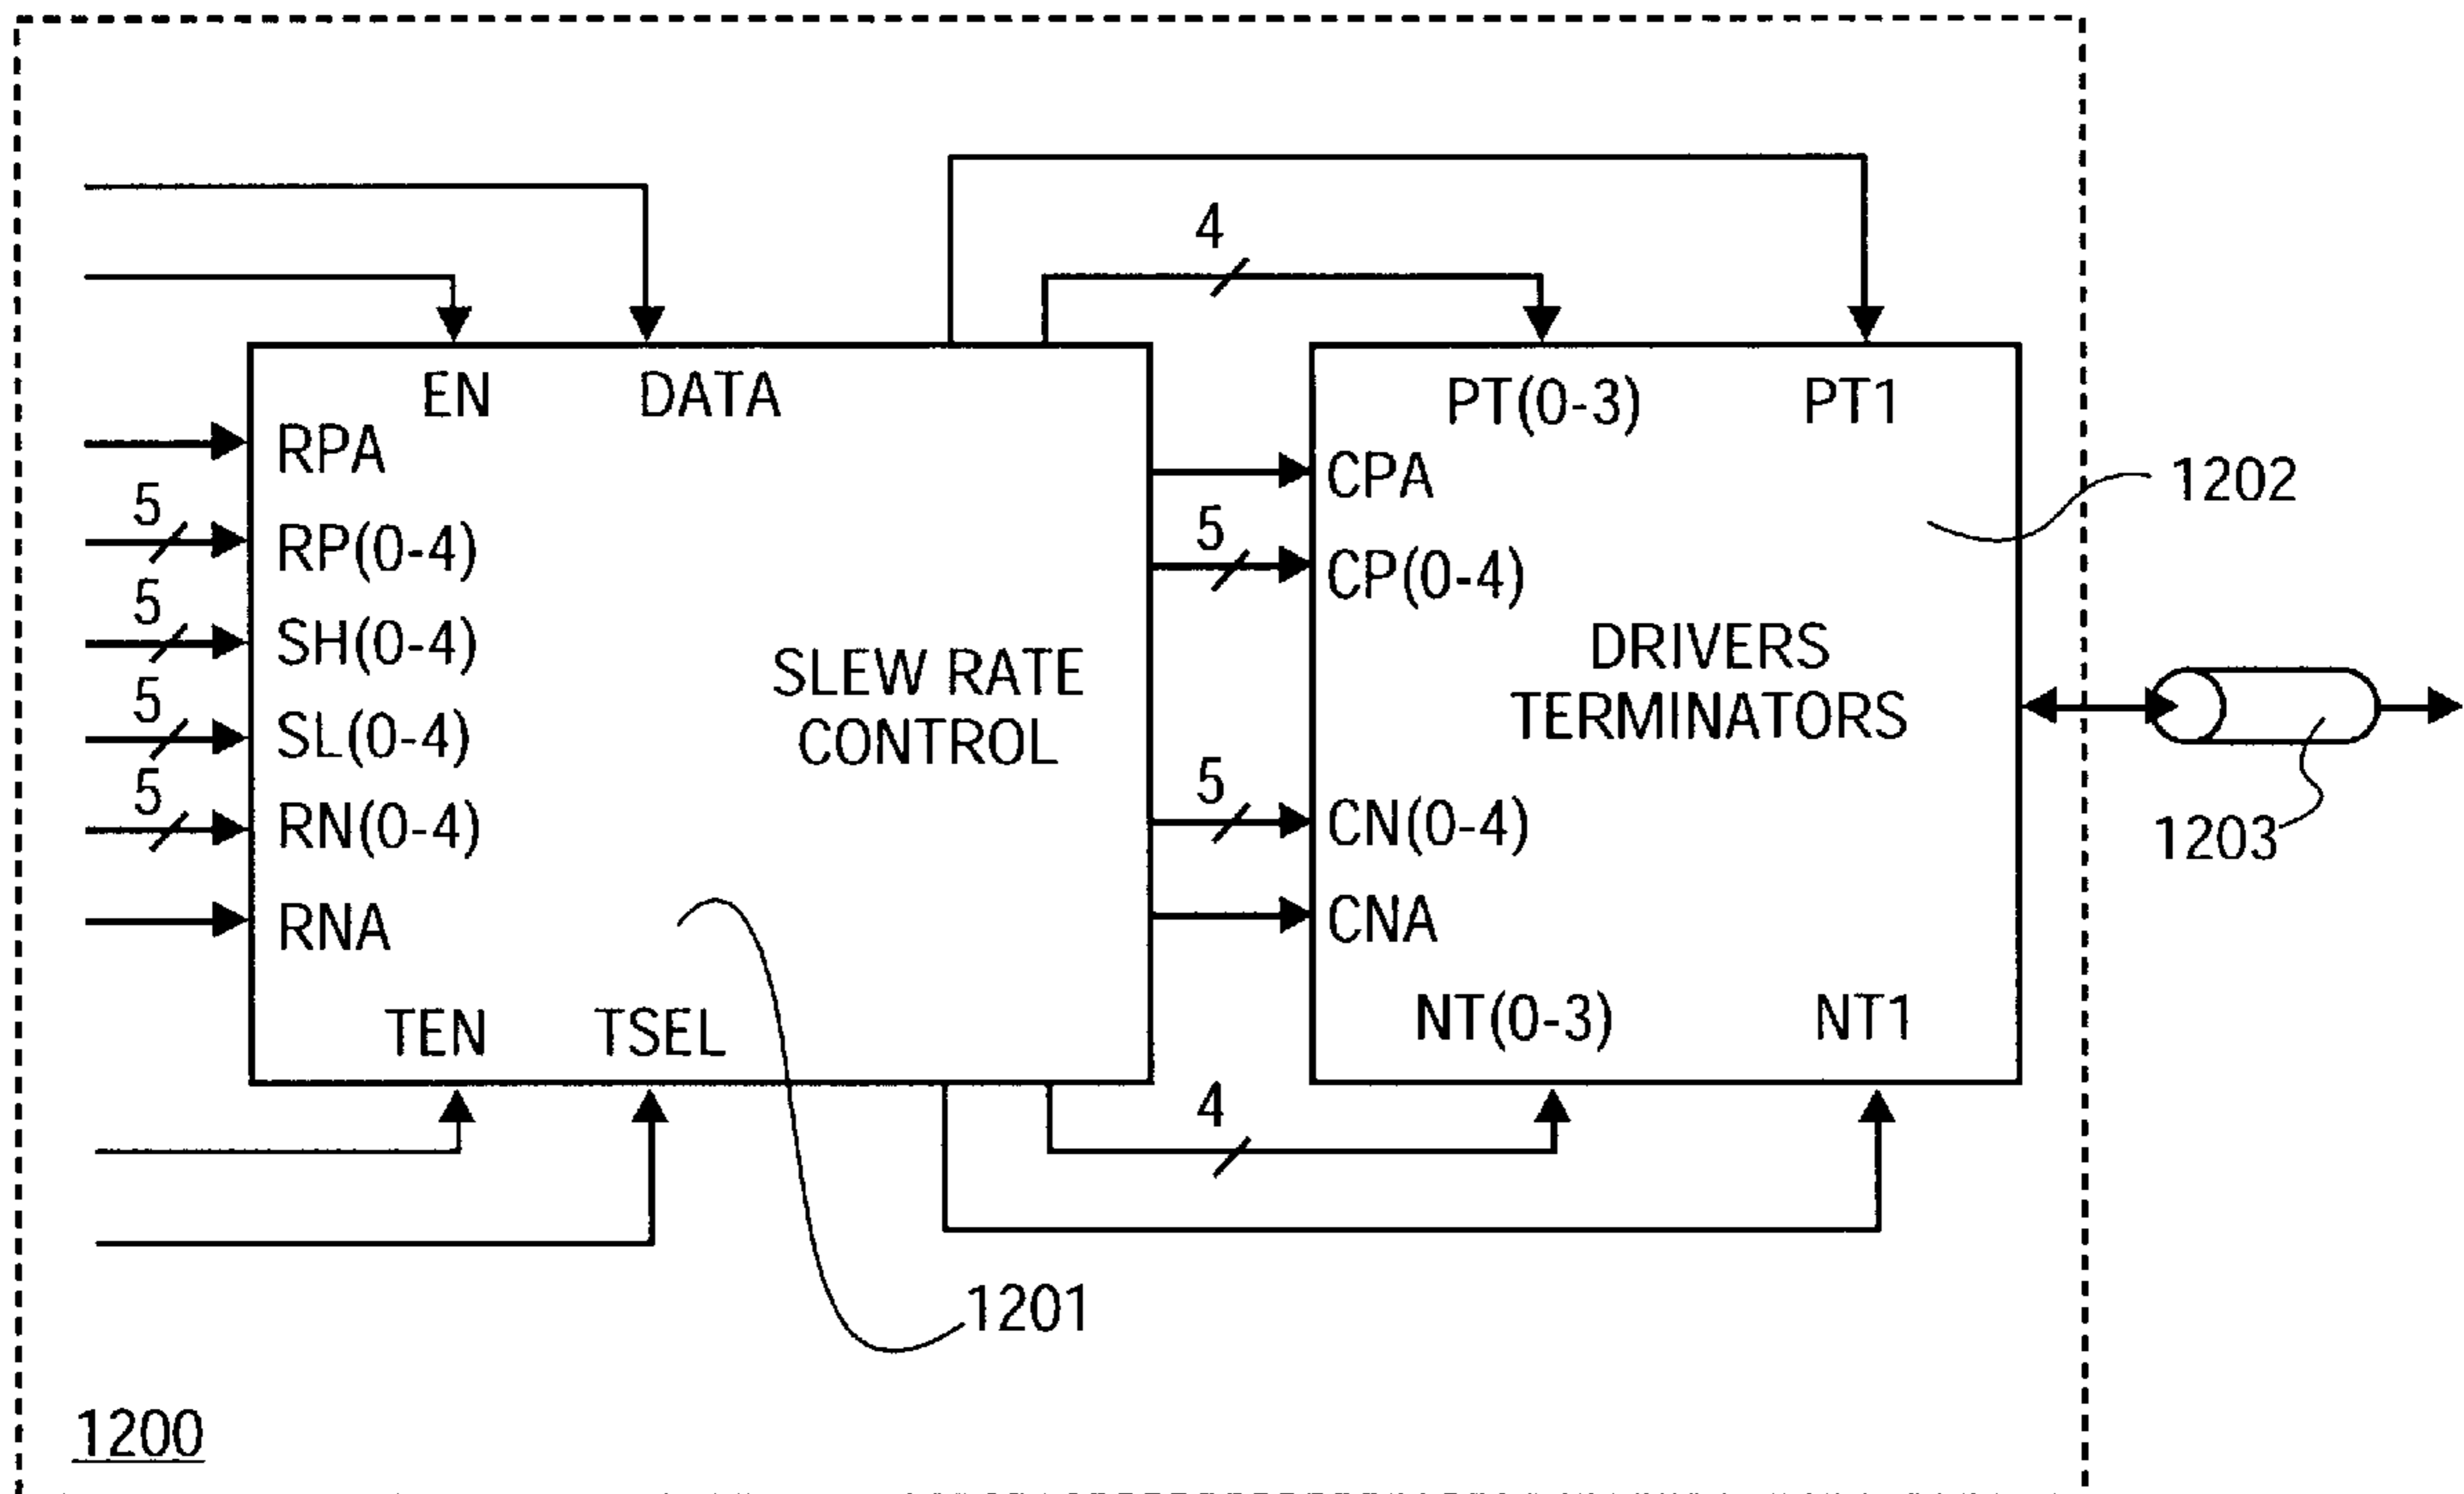 4
EN DATA
PT(0-3) PT1
RPA
CPA
1202
5
RP(0-4)
5
CP(0-4)
5
SH(0-4)
SLEW RATE
CONTROL
DRIVERS
TERMINATORS
5
SL(0-4)
5
RN(0-4)
5
CN(0-4)
1203
RNA
CNA
TEN TSEL
NT(0-3) NT1
4
1201
1200